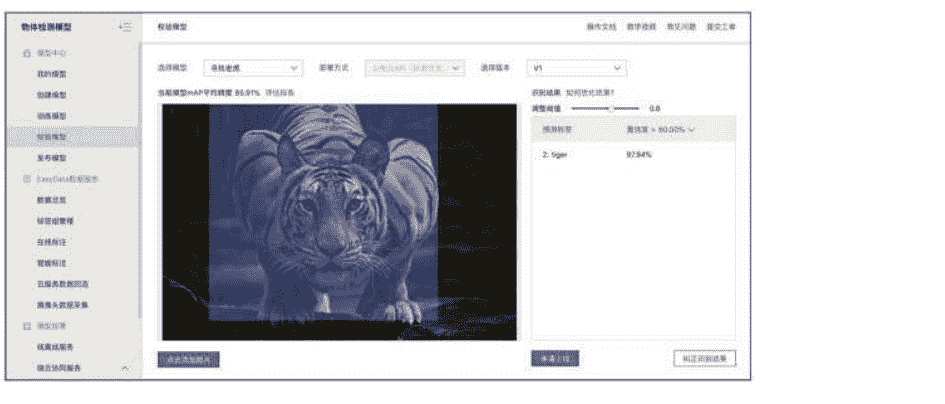 物体检测模型
模型中心
我的模型
创建模型
训练模型
校验模型
发布模型
EasyData数据服务
数据总览
标签组管理
在线标注
智能标注
云服务数据回流
摄像头数据采集
模型部署
纯离线服务
端云协同服务
校验模型
操作文档 教学视频 常见问题 提交工单
选择模型 寻找老虎 部署方式 选择版本 V1
当前模型mAP平均精度 85.91% 评估报表
识别结果 如何优化效果?
调整阈值 0.6
预测标签 置信度 > 60.00%
2. tiger 97.94%
点击添加图片
申请上线
纠正识别结果